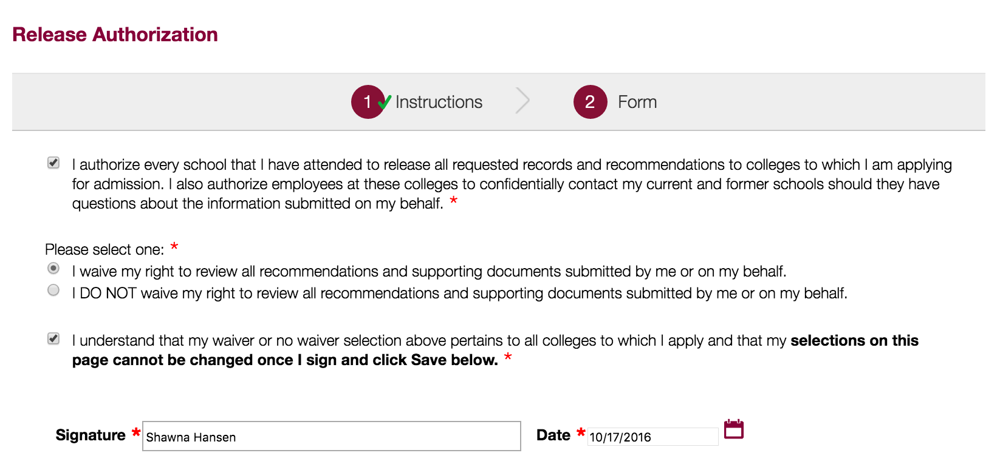 Release Authorization
1 Instructions 2 Form
I authorize every school that I have attended to release all requested records and recommendations to colleges to which I am applying
for admission. I also authorize employees at these colleges to confidentially contact my current and former schools should they have
questions about the information submitted on my behalf. *
Please select one: *
I waive my right to review all recommendations and supporting documents submitted by me or on my behalf.
I DO NOT waive my right to review all recommendations and supporting documents submitted by me or on my behalf.
I understand that my waiver or no waiver selection above pertains to all colleges to which I apply and that my selections on this
page cannot be changed once I sign and click Save below. *
Signature * Shawna Hansen Date * 10/17/2016